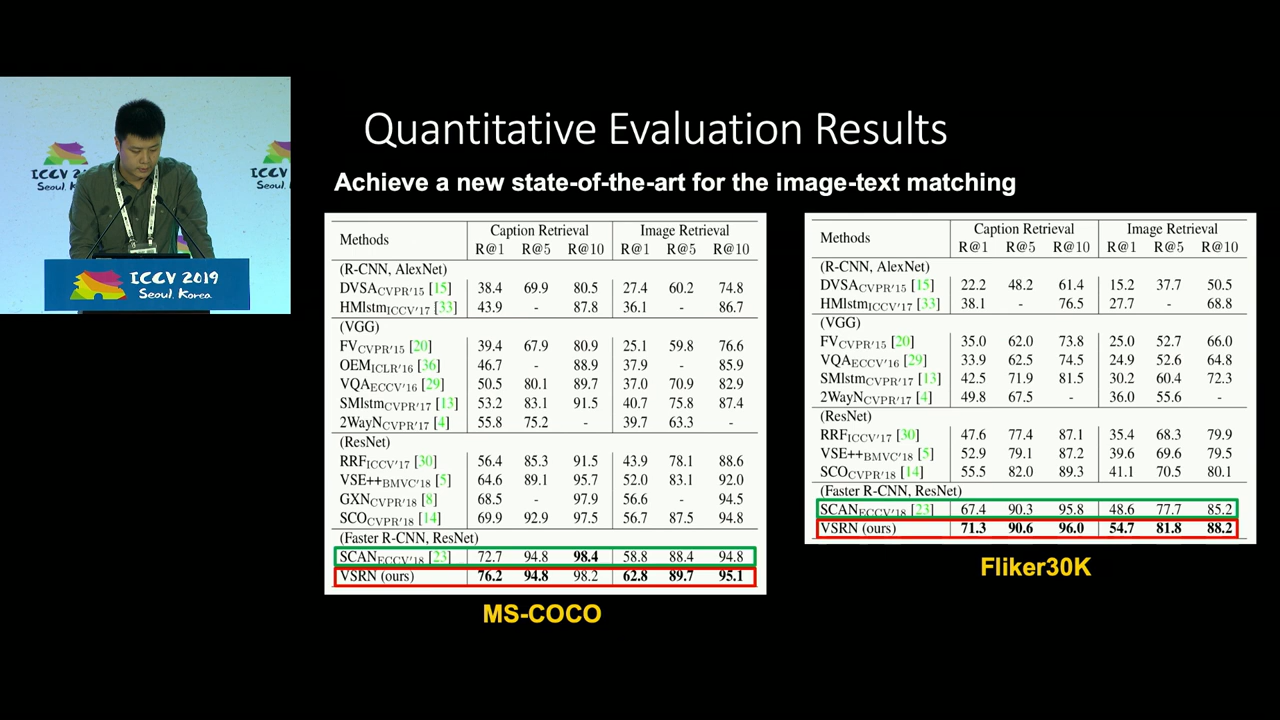 Quantitative Evaluation Results
Achieve a new state-of-the-art for the image-text matching
ICCV 2019
Seoul, Korea
ICCV 20
Seoul, Ko
ICCV
Seoul.
Methods Caption Retrieval Image Retrieval
R@1 R@5 R@10 R@1 R@5 R@10
(R-CNN, AlexNet)
DVSACVPR'15 [15] 38.4 69.9 80.5 27.4 60.2 74.8
HMlstmICCV'17 [33] 43.9 - 87.8 36.1 - 86.7
(VGG)
FVCVPR'15 [20] 39.4 67.9 80.9 25.1 59.8 76.6
OEMICLR'16 [36] 46.7 - 88.9 37.9 - 85.9
VQAECCV'16 [29] 50.5 80.1 89.7 37.0 70.9 82.9
SMlstmCVPR'17 [13] 53.2 83.1 91.5 40.7 75.8 87.4
2WayNCVPR'17 [4] 55.8 75.2 - 39.7 63.3 -
(ResNet)
RRFICCV'17 [30] 56.4 85.3 91.5 43.9 78.1 88.6
VSE++BMVC'18 [5] 64.6 89.1 95.7 52.0 83.1 92.0
GXNCVPR'18 [8] 68.5 - 97.9 56.6 - 94.5
SCOCVPR'18 [14] 69.9 92.9 97.5 56.7 87.5 94.8
(Faster R-CNN, ResNet)
SCANECCV'18 [23] 72.7 94.8 98.4 58.8 88.4 94.8
VSRN (ours) 76.2 94.8 98.2 62.8 89.7 95.1
MS-COCO
Methods Caption Retrieval Image Retrieval
R@1 R@5 R@10 R@1 R@5 R@10
(R-CNN, AlexNet)
DVSACVPR'15 [15] 22.2 48.2 61.4 15.2 37.7 50.5
HMlstmICCV'17 [33] 38.1 - 76.5 27.7 - 68.8
(VGG)
FVCVPR'15 [20] 35.0 62.0 73.8 25.0 52.7 66.0
VQAECCV'16 [29] 33.9 62.5 74.5 24.9 52.6 64.8
SMlstmCVPR'17 [13] 42.5 71.9 81.5 30.2 60.4 72.3
2WayNCVPR'17 [4] 49.8 67.5 - 36.0 55.6 -
(ResNet)
RRFICCV'17 [30] 47.6 77.4 87.1 35.4 68.3 79.9
VSE++BMVC'18 [5] 52.9 79.1 87.2 39.6 69.6 79.5
SCOCVPR'18 [14] 55.5 82.0 89.3 41.1 70.5 80.1
(Faster R-CNN, ResNet)
SCANECCV'18 [23] 67.4 90.3 95.8 48.6 77.7 85.2
VSRN (ours) 71.3 90.6 96.0 54.7 81.8 88.2
Fliker30K